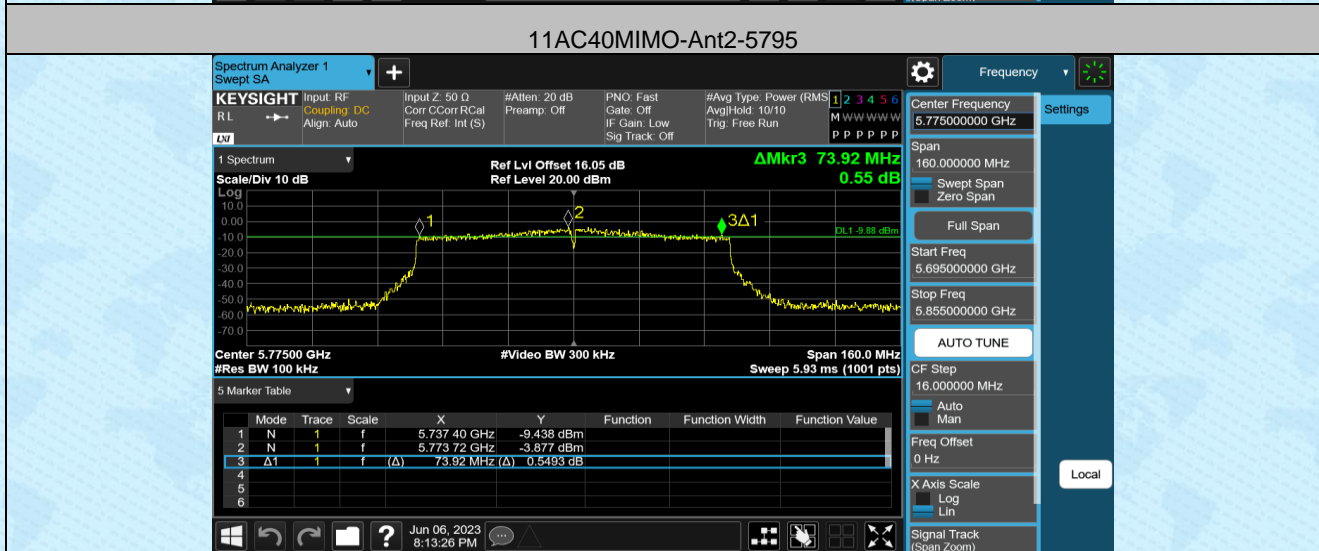 11AC40MIMO-Ant2-5795
Spectrum Analyzer 1
Swept SA
Frequency
KEYSIGHT
R L
LXI
Input: RF
Coupling: DC
Align: Auto
Input Z: 50 Ω
Corr CCorr RCal
Freq Ref: Int (S)
#Atten: 20 dB
Preamp: Off
PNO: Fast
Gate: Off
IF Gain: Low
Sig Track: Off
#Avg Type: Power (RMS
Avg|Hold: 10/10
Trig: Free Run
1 2 3 4 5 6
M W W W W W
P P P P P P
Center Frequency
5.775000000 GHz
Settings
Span
160.000000 MHz
Swept Span
Zero Span
Full Span
Start Freq
5.695000000 GHz
Stop Freq
5.855000000 GHz
AUTO TUNE
CF Step
16.000000 MHz
Auto
Man
Freq Offset
0 Hz
X Axis Scale
Log
Lin
Signal Track
(Span Zoom)
Local
1 Spectrum
Scale/Div 10 dB
Ref Lvl Offset 16.05 dB
Ref Level 20.00 dBm
ΔMkr3 73.92 MHz
0.55 dB
Log
10.0
0.00
-10.0
-20.0
-30.0
-40.0
-50.0
-60.0
-70.0
1
2
3Δ1
DL1 -9.88 dBm
Center 5.77500 GHz
#Video BW 300 kHz
Span 160.0 MHz
#Res BW 100 kHz
Sweep 5.93 ms (1001 pts)
5 Marker Table
Mode Trace Scale X Y Function Function Width Function Value
1 N 1 f 5.737 40 GHz -9.438 dBm
2 N 1 f 5.773 72 GHz -3.877 dBm
3 Δ1 1 f (Δ) 73.92 MHz (Δ) 0.5493 dB
4
5
6
?
Jun 06, 2023
8:13:26 PM